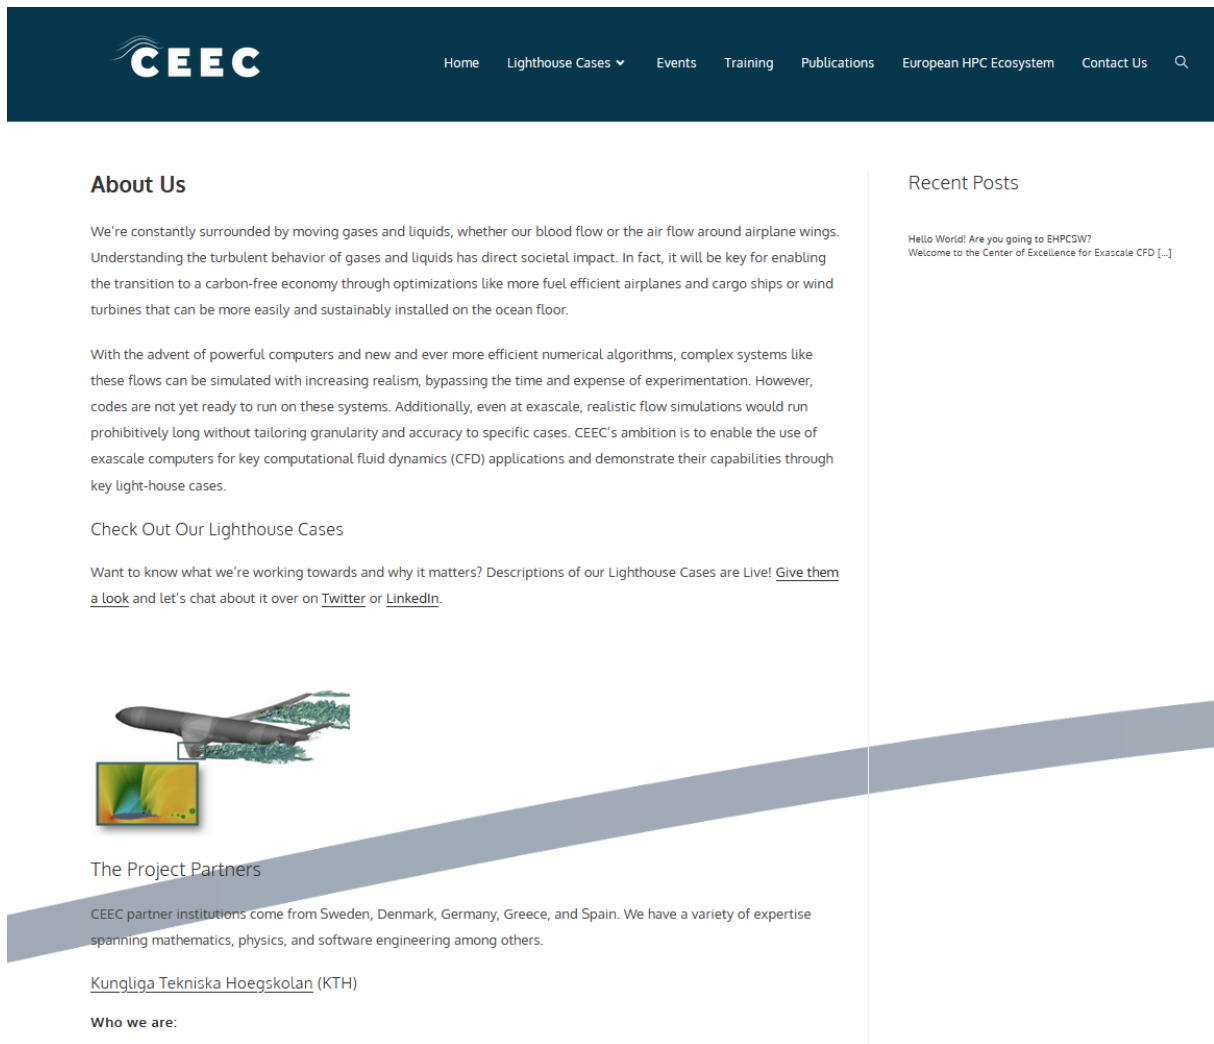 CEEC
Home Lighthouse Cases Events Training Publications European HPC Ecosystem Contact Us
About Us
We're constantly surrounded by moving gases and liquids, whether our blood flow or the air flow around airplane wings.
Understanding the turbulent behavior of gases and liquids has direct societal impact. In fact, it will be key for enabling
the transition to a carbon-free economy through optimizations like more fuel efficient airplanes and cargo ships or wind
turbines that can be more easily and sustainably installed on the ocean floor.
With the advent of powerful computers and new and ever more efficient numerical algorithms, complex systems like
these flows can be simulated with increasing realism, bypassing the time and expense of experimentation. However,
codes are not yet ready to run on these systems. Additionally, even at exascale, realistic flow simulations would run
prohibitively long without tailoring granularity and accuracy to specific cases. CEEC's ambition is to enable the use of
exascale computers for key computational fluid dynamics (CFD) applications and demonstrate their capabilities through
key light-house cases.
Check Out Our Lighthouse Cases
Want to know what we're working towards and why it matters? Descriptions of our Lighthouse Cases are Live! Give them
a look and let's chat about it over on Twitter or LinkedIn.
The Project Partners
CEEC partner institutions come from Sweden, Denmark, Germany, Greece, and Spain. We have a variety of expertise
spanning mathematics, physics, and software engineering among others.
Kungliga Tekniska Hoegskolan (KTH)
Who we are:
Recent Posts
Hello World! Are you going to EHPCSW?
Welcome to the Center of Excellence for Exascale CFD [...]